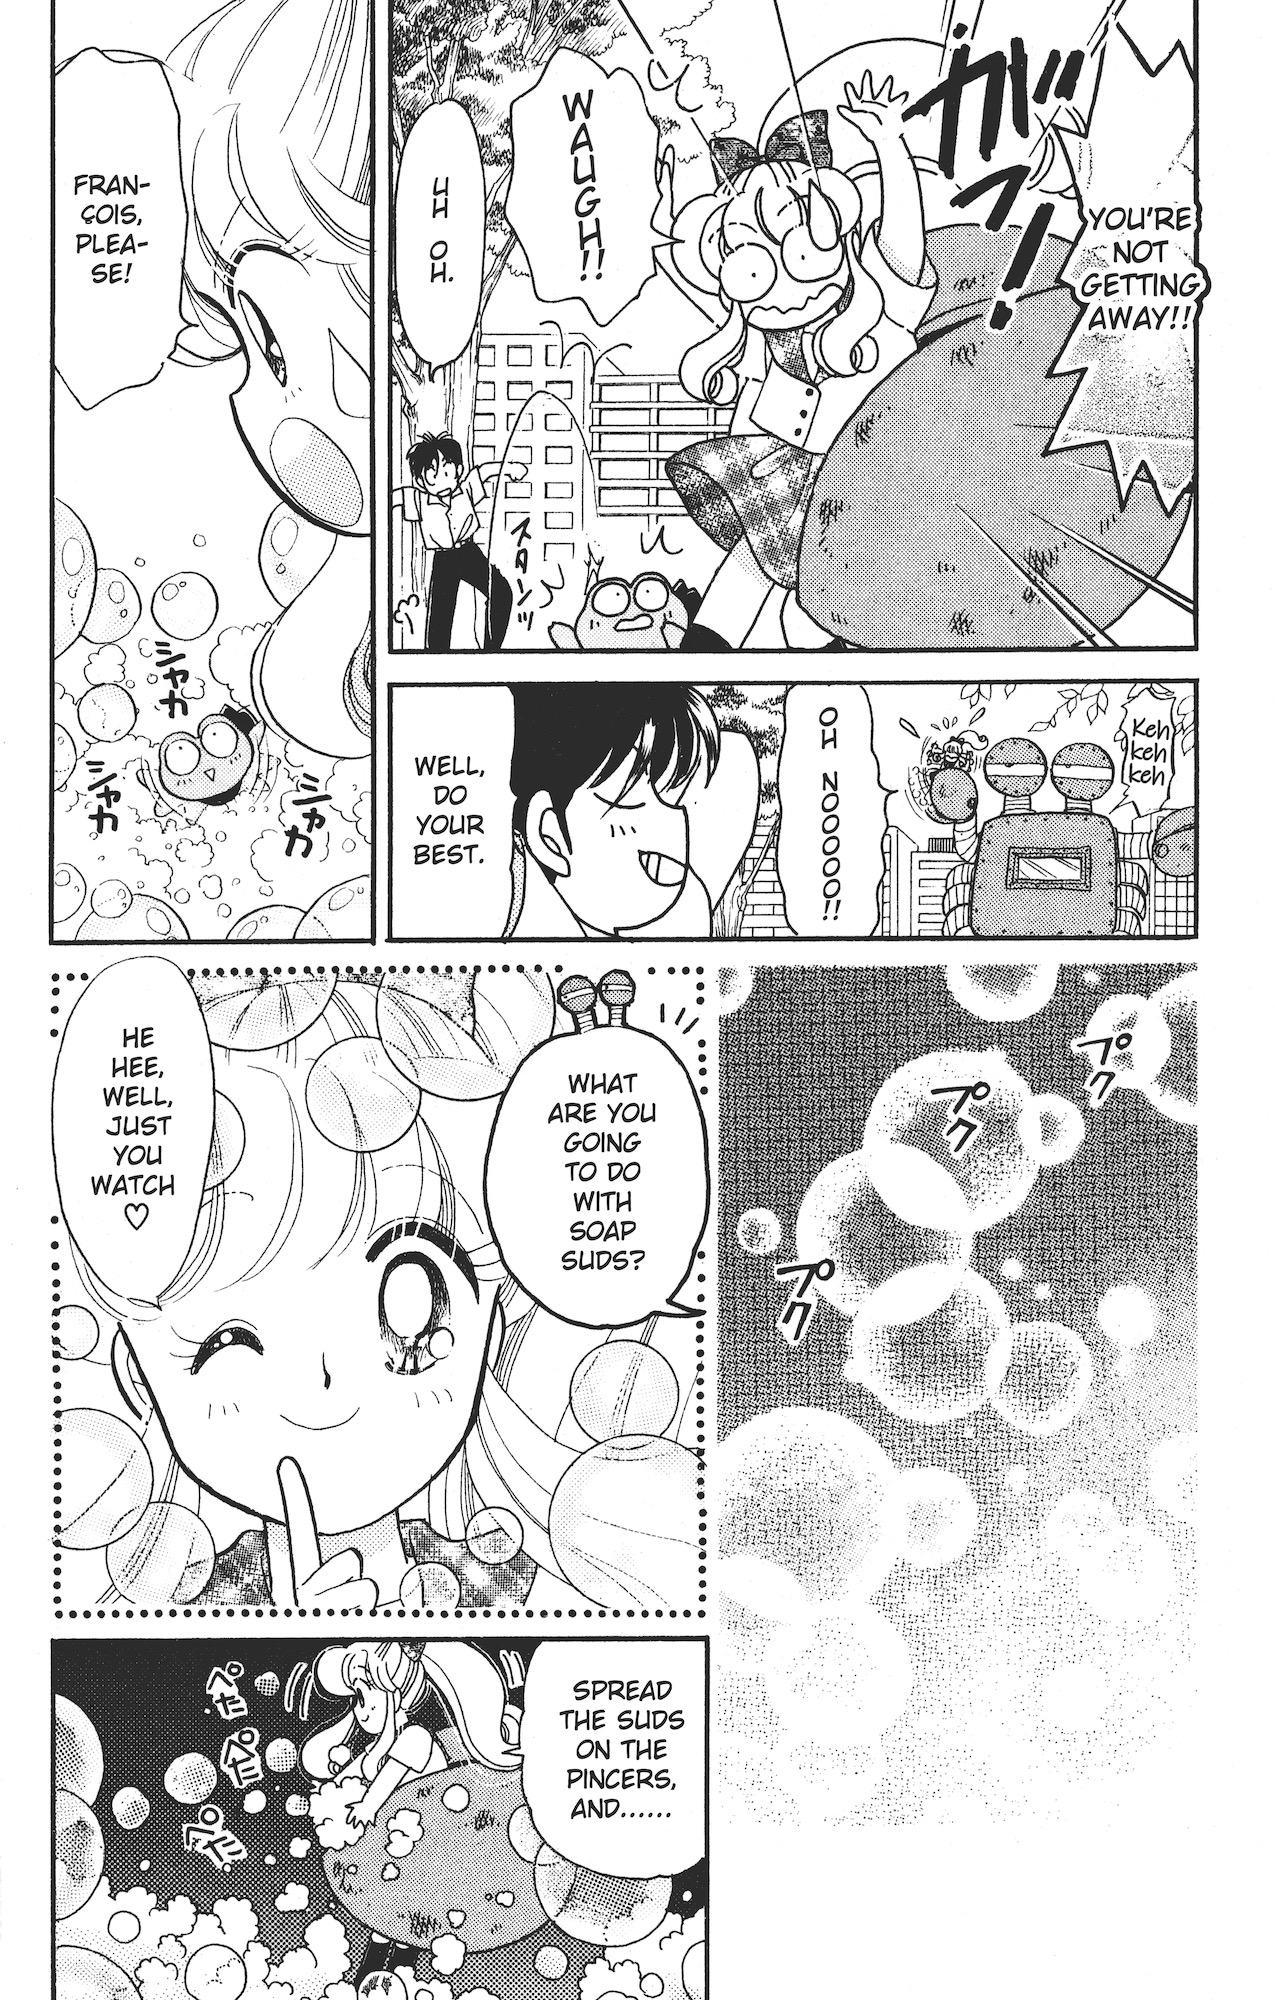 YOU'RE
NOT
GETTING
AWAY!!
ガッ!
WAUGH!!
UH OH.
スタンッ
Keh
keh
keh
OH NOOOOO!!
WELL,
DO
YOUR
BEST.
FRAN-
ÇOIS,
PLEA-
SE!
シャカ
シャカ
シャカ
プク
プク
プク
WHAT
ARE YOU
GOING
TO DO
WITH
SOAP
SUDS?
HE
HEE,
WELL,
JUST
YOU
WATCH
♡
SPREAD
THE SUDS
ON THE
PINCERS,
AND......
ぺた
ぺた
ぺた